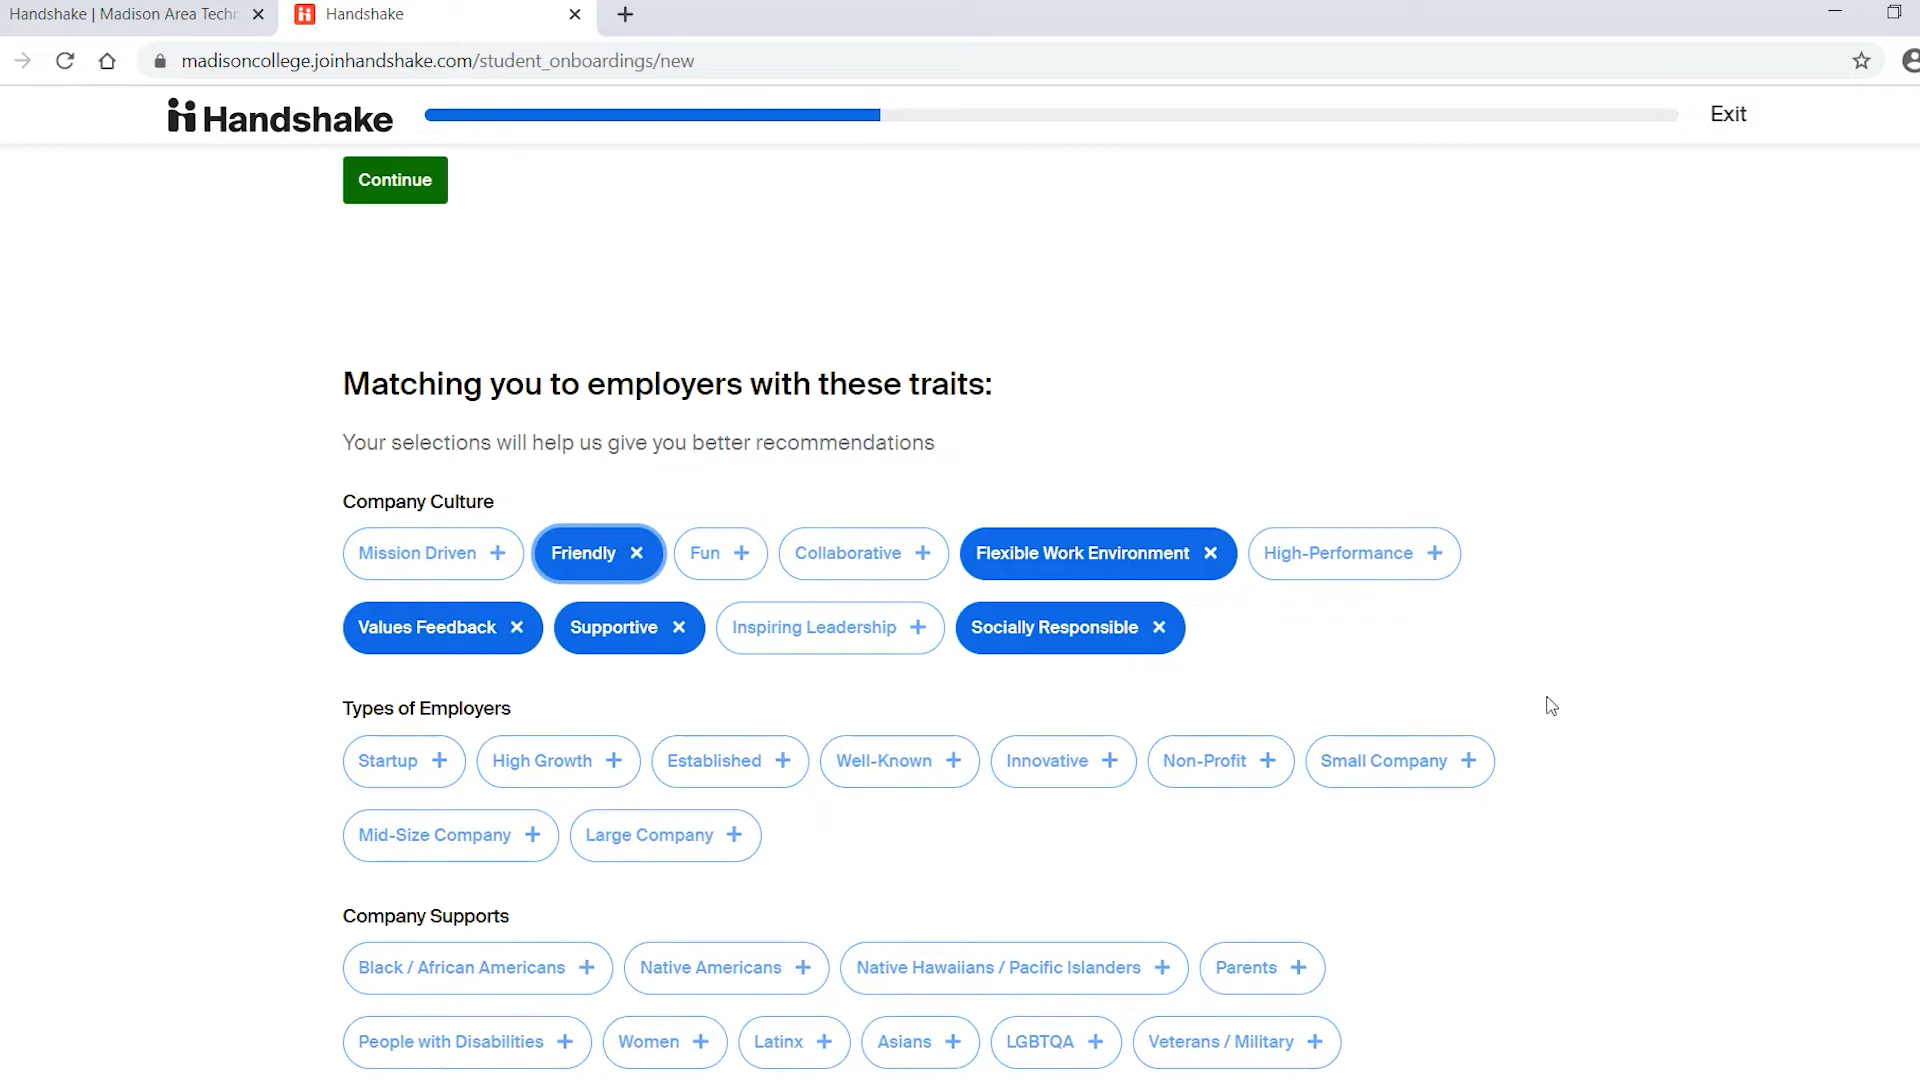 Handshake | Madison Area Techn
Handshake
madisoncollege.joinhandshake.com/student_onboardings/new
Handshake
Exit
Continue
Matching you to employers with these traits:
Your selections will help us give you better recommendations
Company Culture
Mission Driven + Friendly × Fun + Collaborative + Flexible Work Environment × High-Performance +
Values Feedback × Supportive × Inspiring Leadership + Socially Responsible ×
Types of Employers
Startup + High Growth + Established + Well-Known + Innovative + Non-Profit + Small Company +
Mid-Size Company + Large Company +
Company Supports
Black / African Americans + Native Americans + Native Hawaiians / Pacific Islanders + Parents +
People with Disabilities + Women + Latinx + Asians + LGBTQA + Veterans / Military +